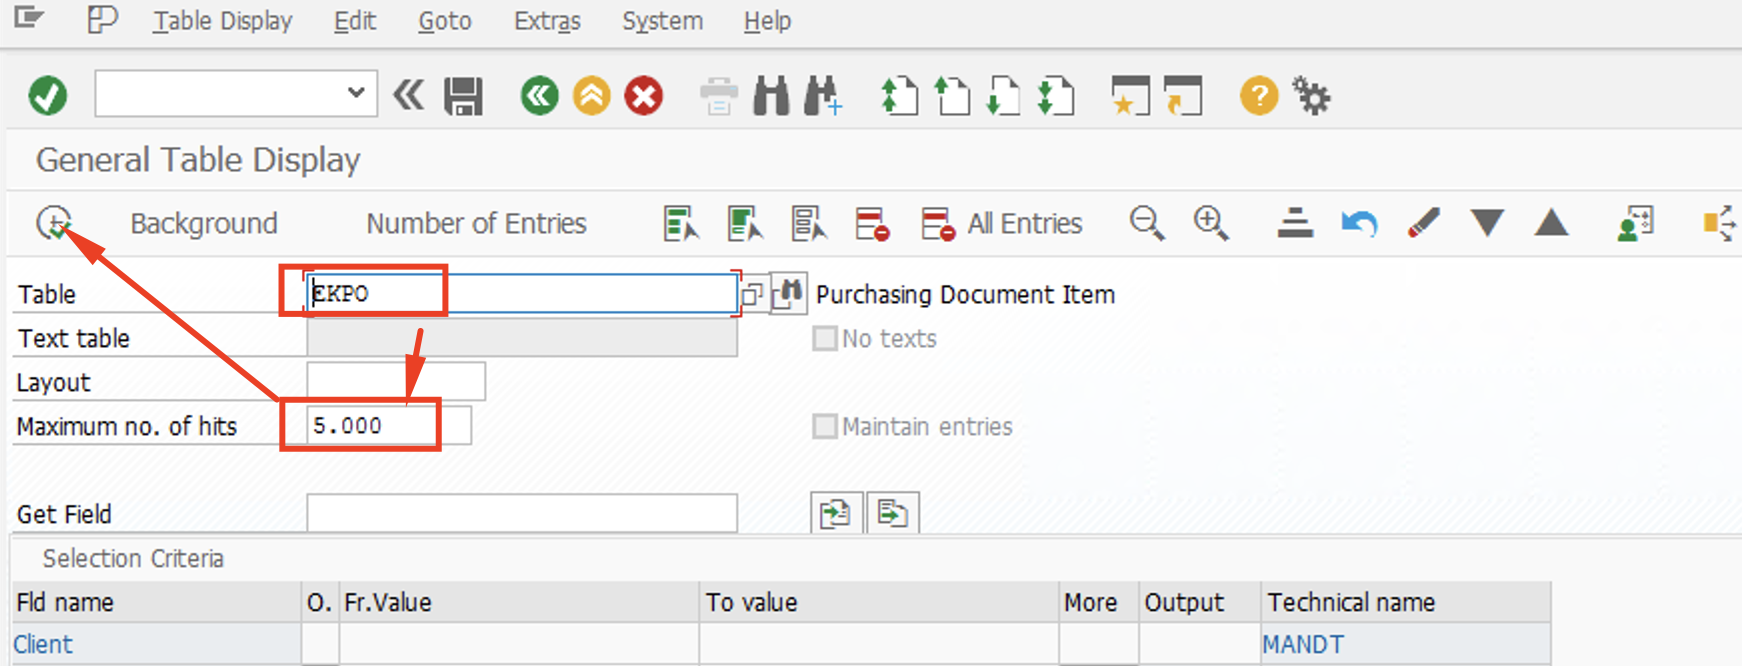 Table Display Edit Goto Extras System Help
General Table Display
Background Number of Entries All Entries
Table EKPO Purchasing Document Item
Text table No texts
Layout
Maximum no. of hits 5.000 Maintain entries
Get Field
Selection Criteria
Fld name O. Fr.Value To value More Output Technical name
Client MANDT